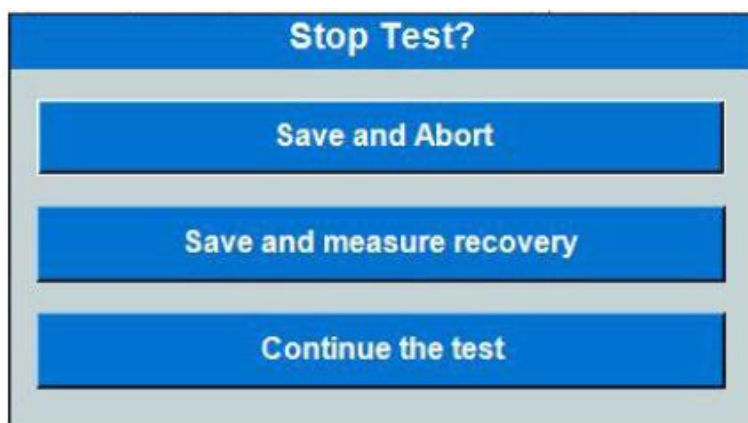 Stop Test?
Save and Abort
Save and measure recovery
Continue the test